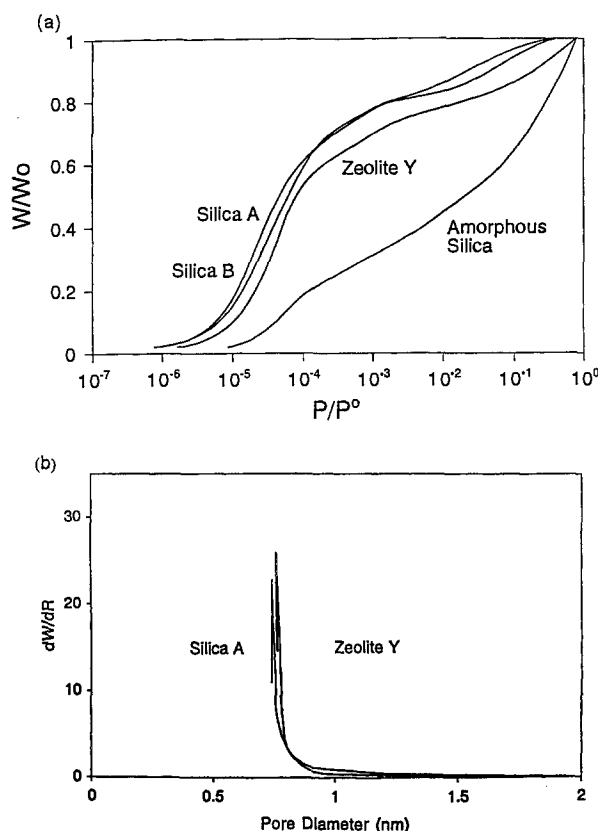 (a)
1
0.8
0.6
0.4
0.2
0
W/Wo
Silica A
Silica B
Zeolite Y
Amorphous
Silica
10⁻⁷
10⁻⁶
10⁻⁵
10⁻⁴
10⁻³
10⁻²
10⁻¹
10⁰
P/P⁰
(b)
30
20
10
0
dW/dR
Silica A
Zeolite Y
0
0.5
1
1.5
2
Pore Diameter (nm)